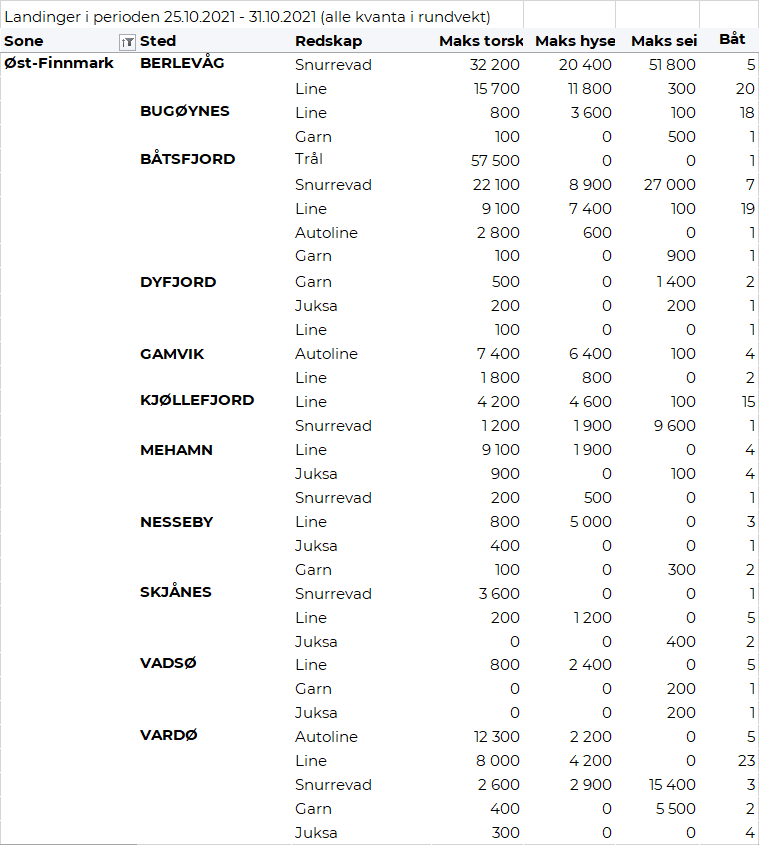 Landinger i perioden 25.10.2021 - 31.10.2021 (alle kvanta i rundvekt)
Sone Sted Redskap Maks torsk Maks hyse Maks sei Båt
Øst-Finnmark BERLEVÅG Snurrevad 32 200 20 400 51 800 5
Line 15 700 11 800 300 20
BUGØYNES Line 800 3 600 100 18
Garn 100 0 500 1
BÅTSFJORD Trål 57 500 0 0 1
Snurrevad 22 100 8 900 27 000 7
Line 9 100 7 400 100 19
Autoline 2 800 600 0 1
Garn 100 0 900 1
DYFJORD Garn 500 0 1 400 2
Juksa 200 0 200 1
Line 100 0 0 1
GAMVIK Autoline 7 400 6 400 100 4
Line 1 800 800 0 2
KJØLLEFJORD Line 4 200 4 600 100 15
Snurrevad 1 200 1 900 9 600 1
MEHAMN Line 9 100 1 900 0 4
Juksa 900 0 100 4
Snurrevad 200 500 0 1
NESSEBY Line 800 5 000 0 3
Juksa 400 0 0 1
Garn 100 0 300 2
SKJÅNES Snurrevad 3 600 0 0 1
Line 200 1 200 0 5
Juksa 0 0 400 2
VADSØ Line 800 2 400 0 5
Garn 0 0 200 1
Juksa 0 0 200 1
VARDØ Autoline 12 300 2 200 0 5
Line 8 000 4 200 0 23
Snurrevad 2 600 2 900 15 400 3
Garn 400 0 5 500 2
Juksa 300 0 0 4